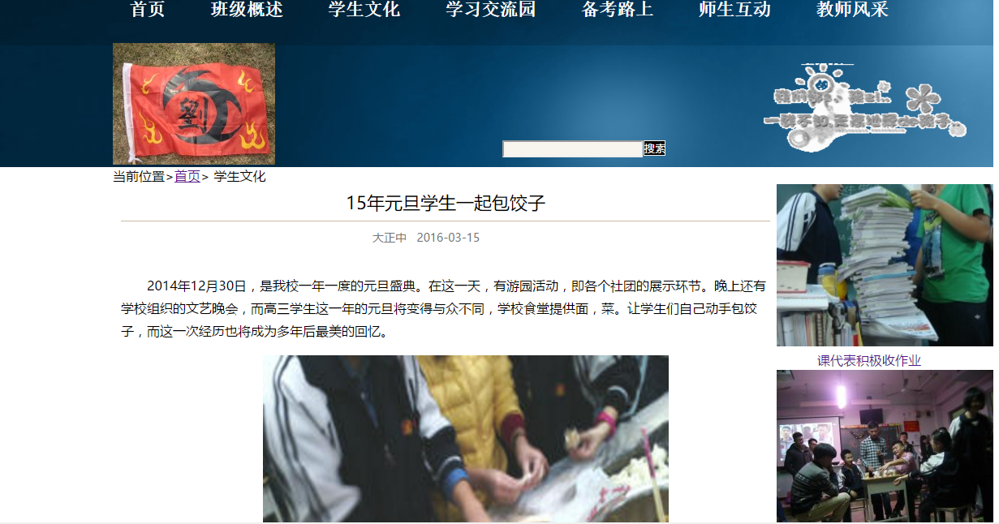 首页 班级概述 学生文化 学习交流园 备考路上 师生互动 教师风采
劉
搜索
当前位置>首页> 学生文化
15年元旦学生一起包饺子
大正中 2016-03-15
2014年12月30日，是我校一年一度的元旦盛典。在这一天，有游园活动，即各个社团的展示环节。晚上还有
学校组织的文艺晚会，而高三学生这一年的元旦将变得与众不同，学校食堂提供面，菜。让学生们自己动手包饺
子，而这一次经历也将成为多年后最美的回忆。
课代表积极收作业